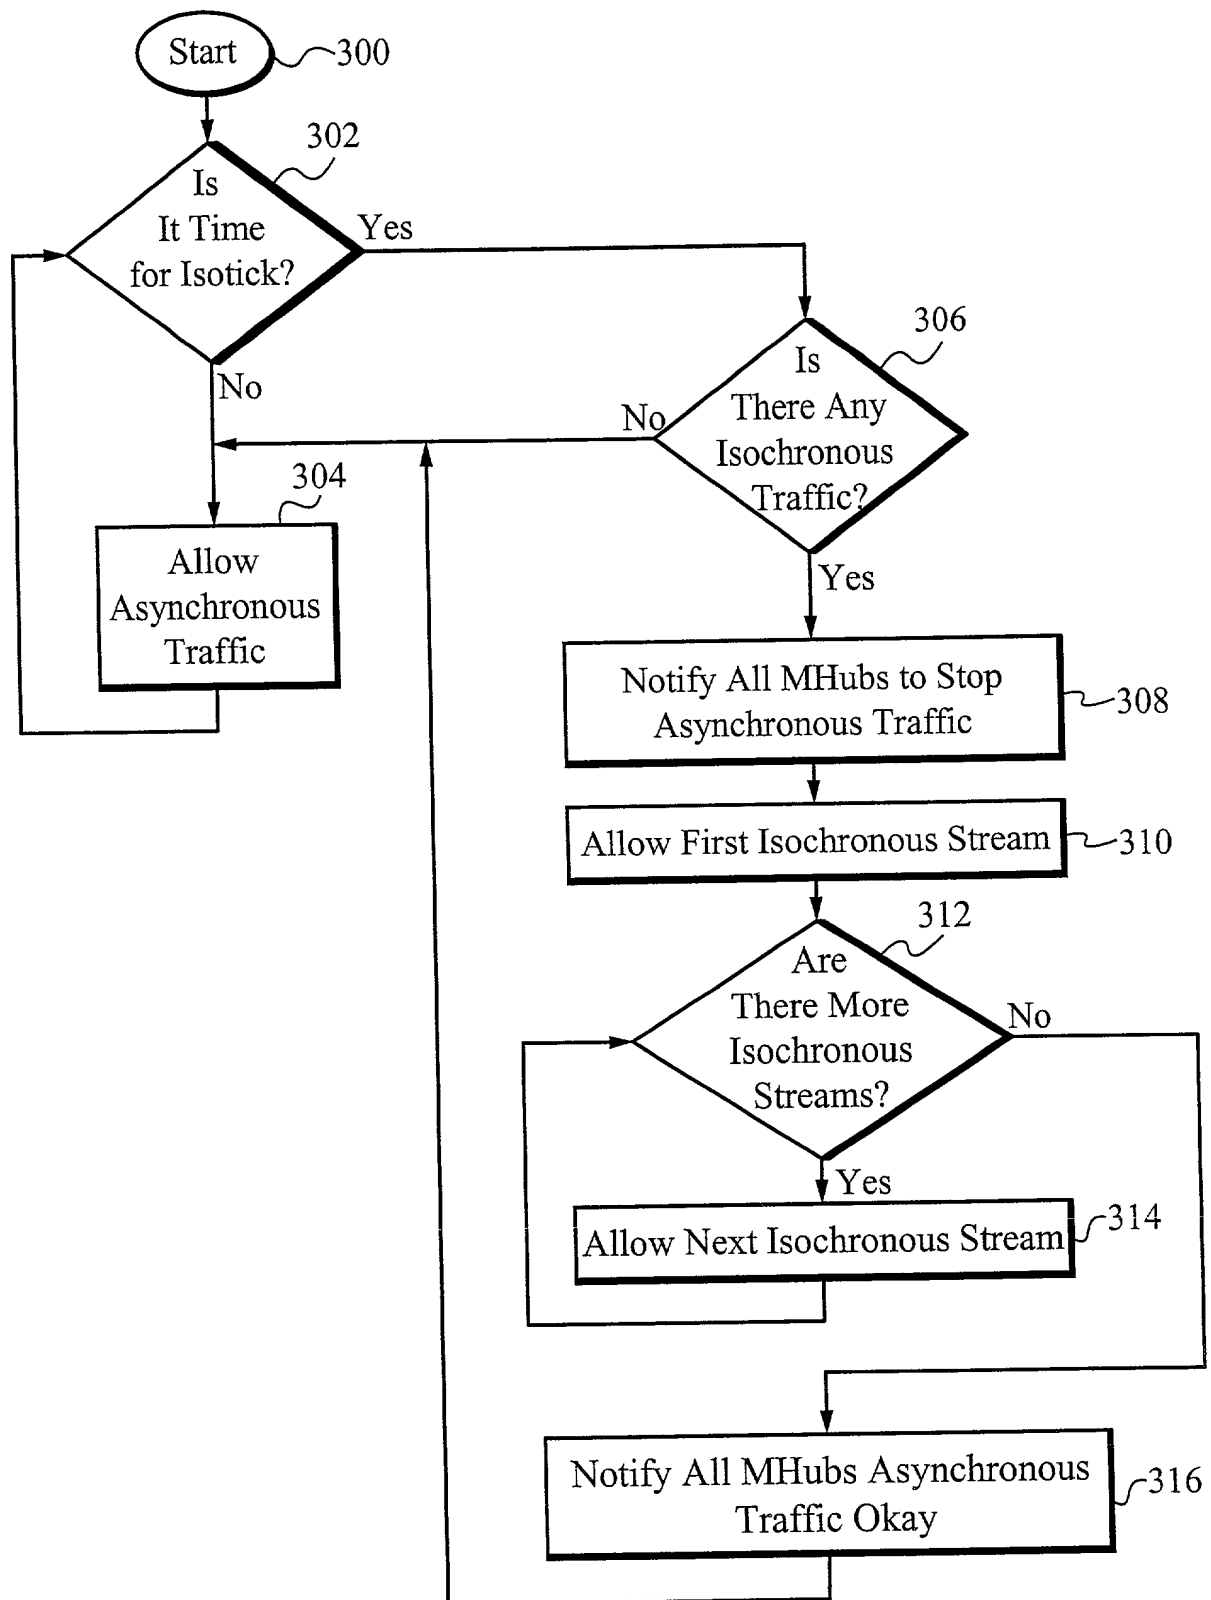 Start
300
302
Is
It Time
for Isotick?
Yes
No
304
Allow
Asynchronous
Traffic
306
Is
There Any
Isochronous
Traffic?
No
Yes
Notify All MHubs to Stop
Asynchronous Traffic
308
Allow First Isochronous Stream
310
312
Are
There More
Isochronous
Streams?
No
Yes
Allow Next Isochronous Stream
314
Notify All MHubs Asynchronous
Traffic Okay
316